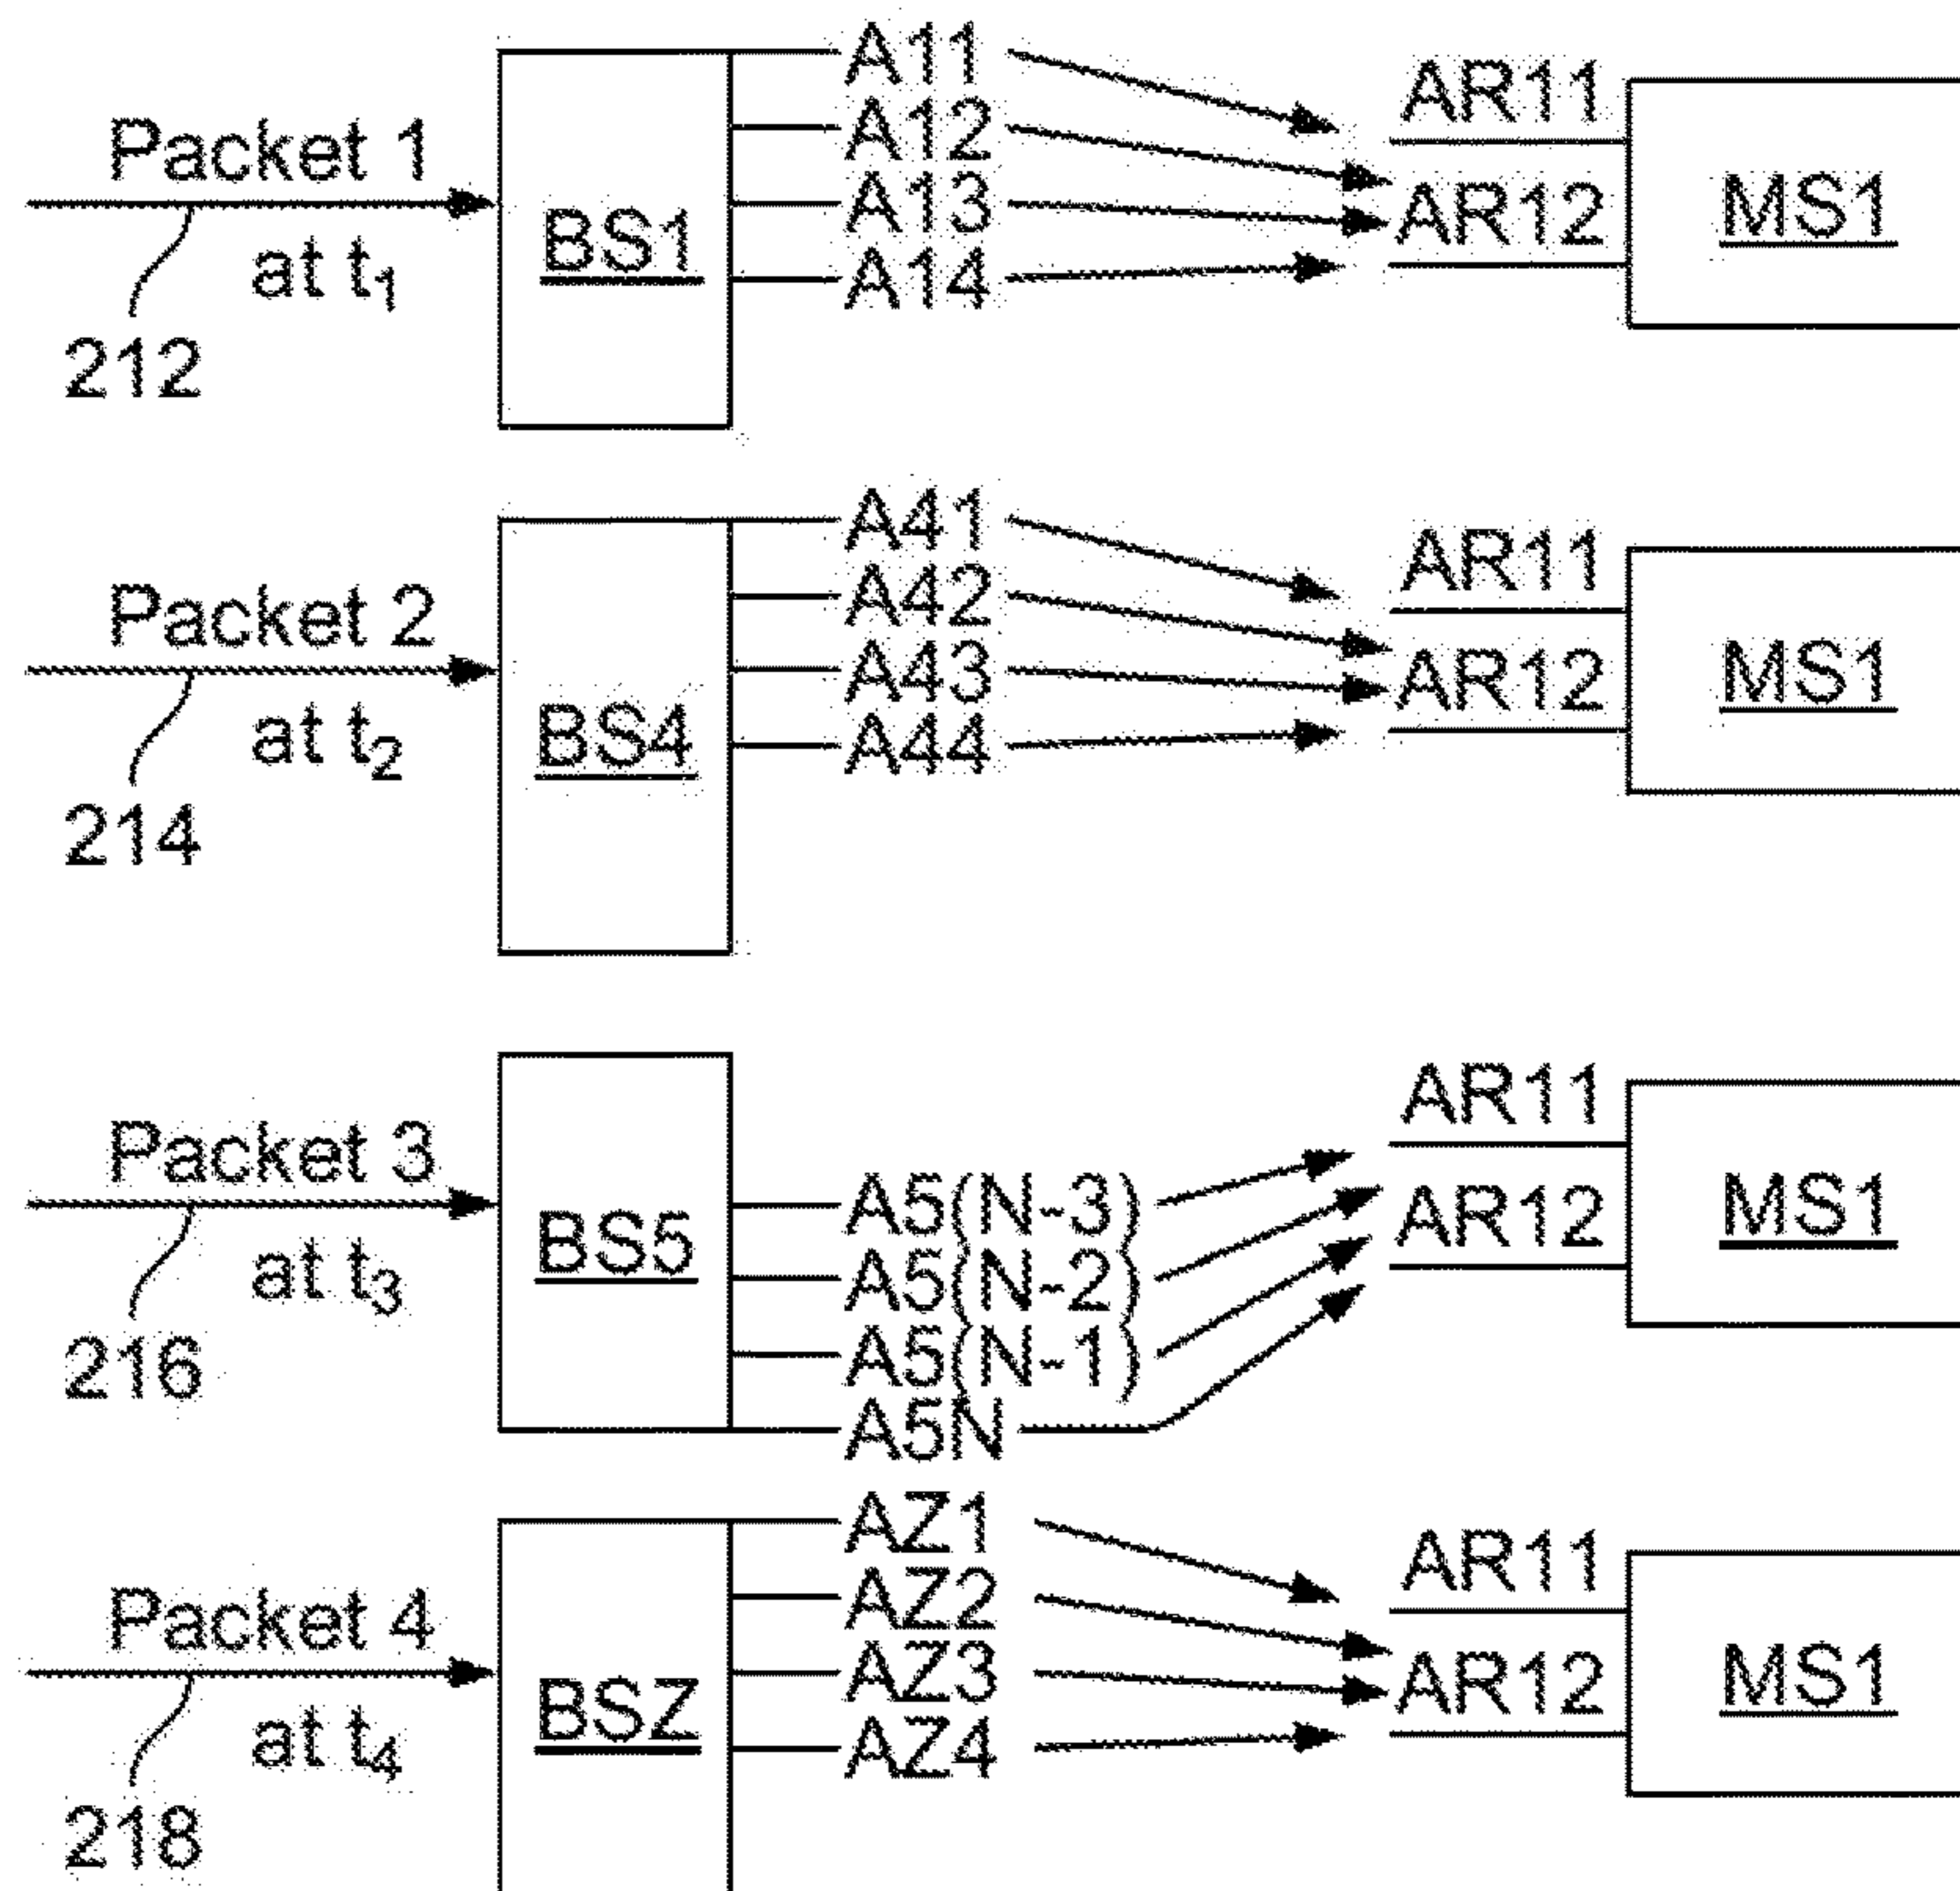 Packet 1
at t₁
212
BS1
A11
A12
A13
A14
AR11
AR12
MS1
Packet 2
at t₂
214
BS4
A41
A42
A43
A44
AR11
AR12
MS1
Packet 3
at t₃
216
BS5
A5(N-3)
A5(N-2)
A5(N-1)
A5N
AR11
AR12
MS1
Packet 4
at t₄
218
BSZ
AZ1
AZ2
AZ3
AZ4
AR11
AR12
MS1